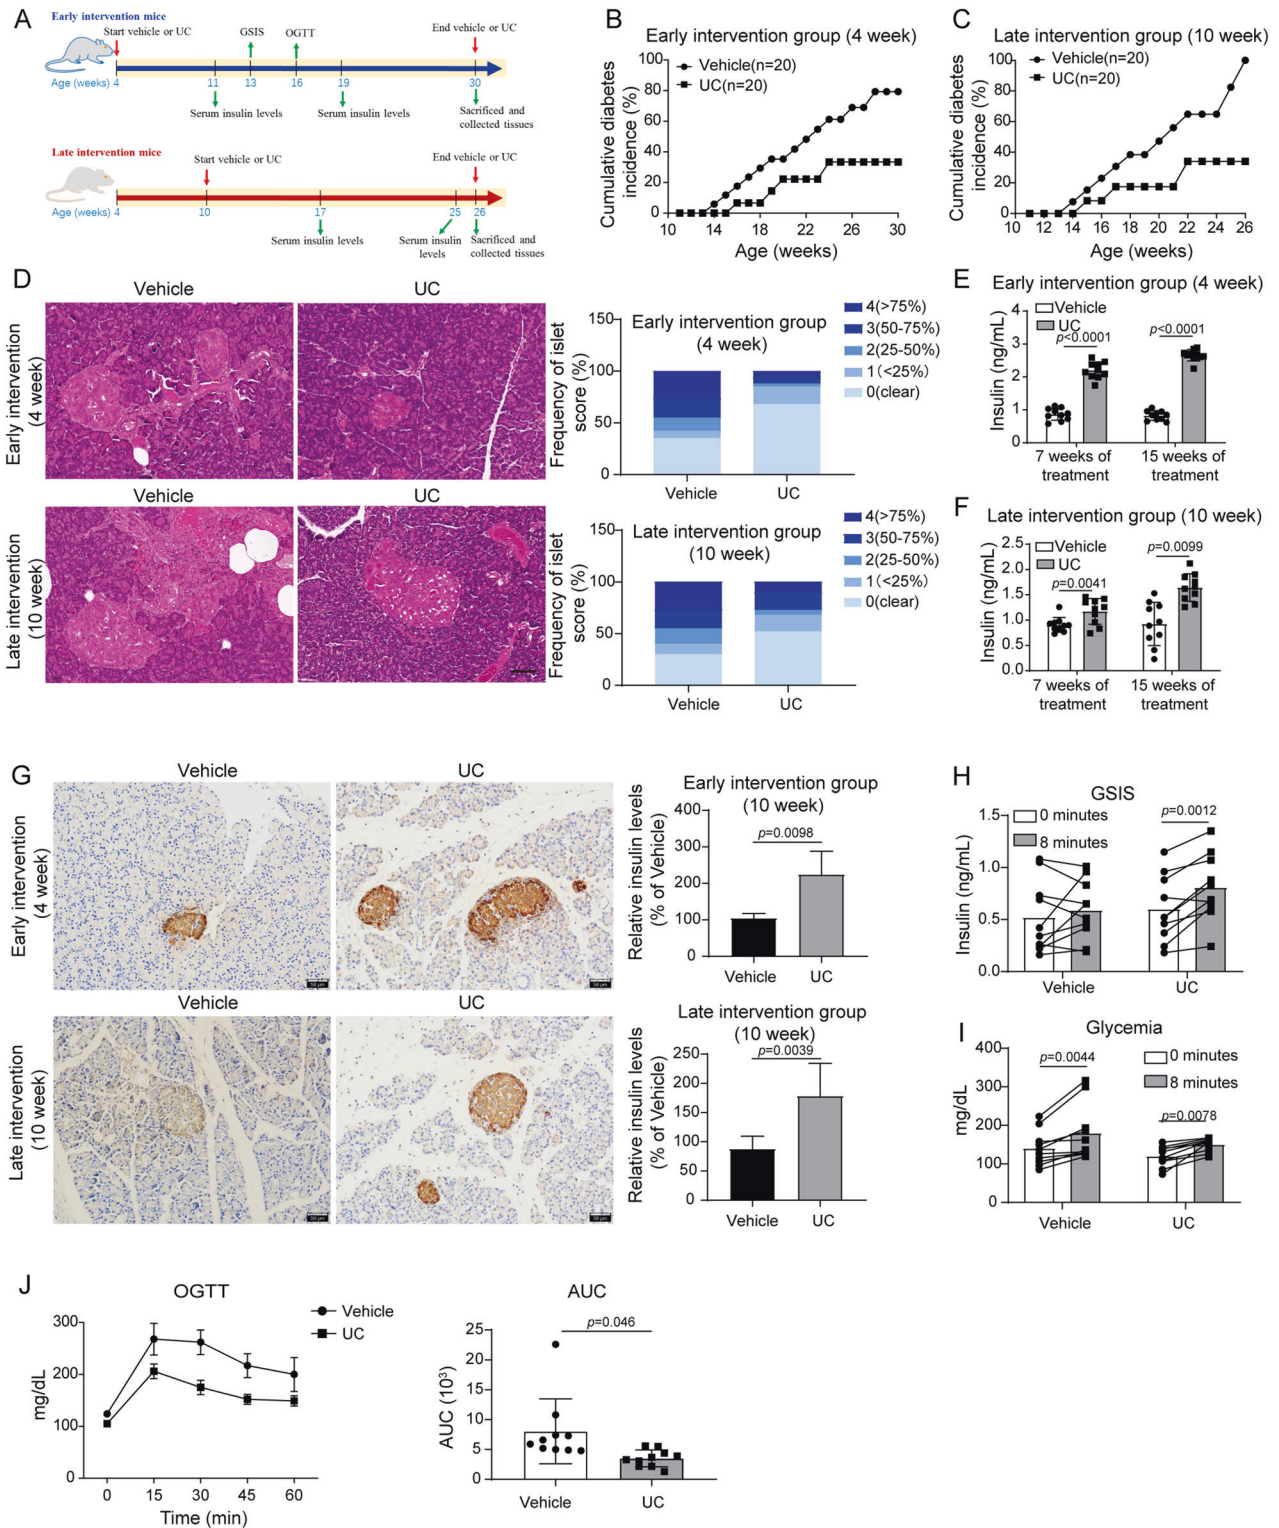 A
Early intervention mice
Start vehicle or UC
GSIS
OGTT
End vehicle or UC
Age (weeks) 4 11 13 16 19 30
Serum insulin levels
Serum insulin levels
Sacrificed and
collected tissues
Late intervention mice
Start vehicle or UC
End vehicle or UC
Age (weeks) 4 10 17 25 26
Serum insulin levels
Serum insulin
levels
Sacrificed and
collected tissues
B
Early intervention group (4 week)
Vehicle(n=20)
UC(n=20)
Cumulative diabetes
incidence (%)
100
80
60
40
20
0
10 14 18 22 26 30
Age (weeks)
C
Late intervention group (10 week)
Vehicle(n=20)
UC(n=20)
Cumulative diabetes
incidence (%)
100
80
60
40
20
0
10 12 14 16 18 20 22 24 26
Age (weeks)
D
Vehicle
UC
Early intervention
(4 week)
Vehicle
UC
Late intervention
(10 week)
Early intervention group
(4 week)
Frequency of islet
score (%)
150
100
50
0
Vehicle UC
4(>75%)
3(50-75%)
2(25-50%)
1(<25%)
0(clear)
Late intervention group
(10 week)
Frequency of islet
score (%)
150
100
50
0
Vehicle UC
4(>75%)
3(50-75%)
2(25-50%)
1(<25%)
0(clear)
E
Early intervention group (4 week)
Vehicle
UC
p<0.0001
p<0.0001
Insulin (ng/mL)
4
3
2
1
0
7 weeks of
treatment
15 weeks of
treatment
F
Late intervention group (10 week)
Vehicle
UC
p=0.0041
p=0.0099
Insulin (ng/mL)
2.5
2.0
1.5
1.0
0.5
0.0
7 weeks of
treatment
15 weeks of
treatment
G
Vehicle
UC
Early intervention
(4 week)
50 µm
50 µm
Vehicle
UC
Late intervention
(10 week)
50 µm
50 µm
Early intervention group
(10 week)
p=0.0098
Relative insulin levels
(% of Vehicle)
400
300
200
100
0
Vehicle UC
Late intervention group
(10 week)
p=0.0039
Relative insulin levels
(% of Vehicle)
250
200
150
100
50
0
Vehicle UC
H
GSIS
0 minutes
8 minutes
p=0.0012
Insulin (ng/mL)
1.5
1.0
0.5
0.0
Vehicle UC
I
Glycemia
0 minutes
8 minutes
p=0.0044
p=0.0078
mg/dL
400
300
200
100
0
Vehicle UC
J
OGTT
Vehicle
UC
mg/dL
300
200
100
0
0 15 30 45 60
Time (min)
AUC
p=0.046
AUC (10³)
25
20
15
10
5
0
Vehicle UC